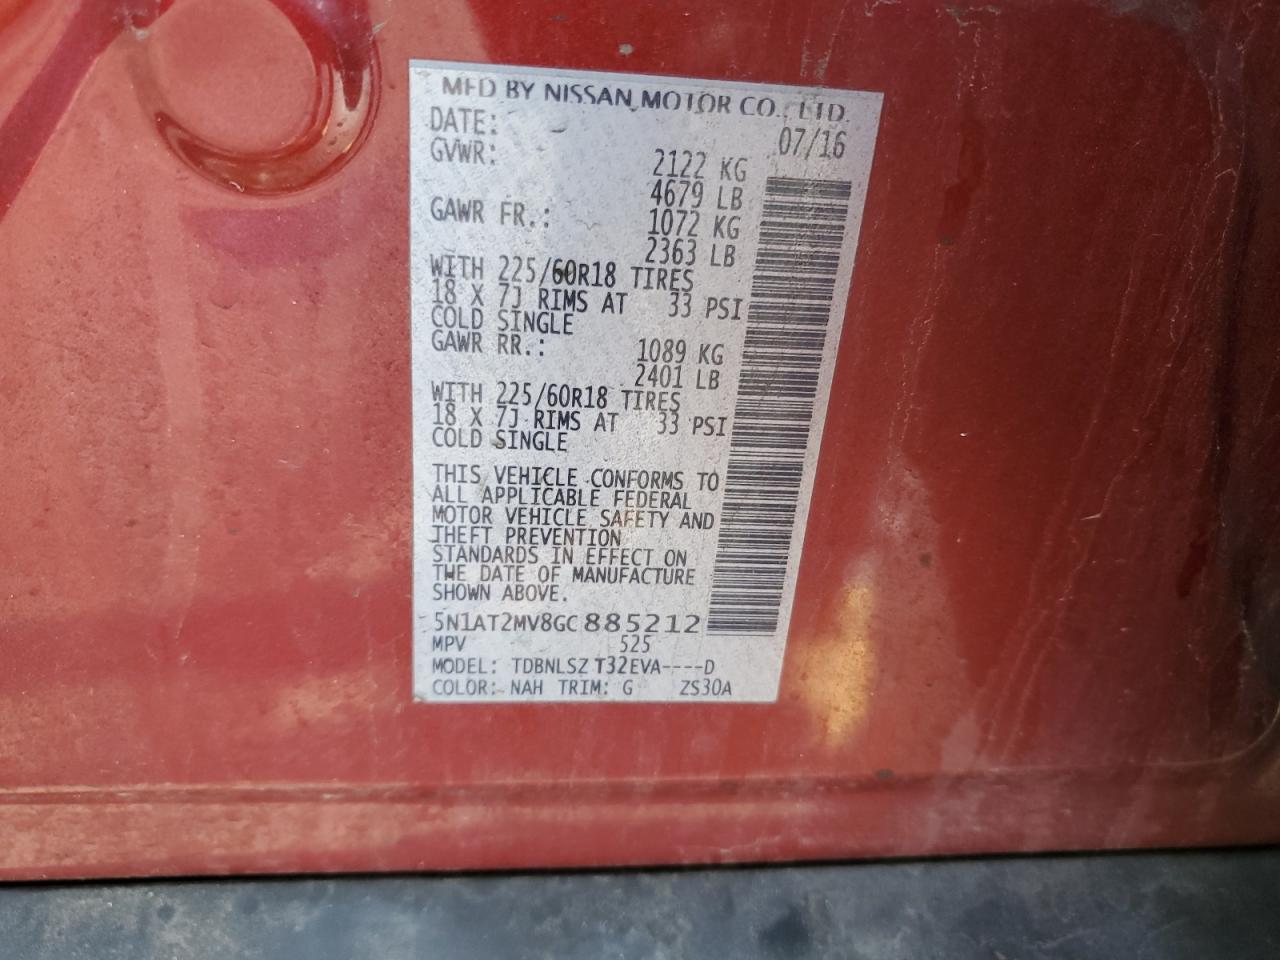 MFD BY NISSAN MOTOR CO., LTD.
DATE: 07/16
GVWR: 2122 KG
4679 LB
GAWR FR.: 1072 KG
2363 LB
WITH 225/60R18 TIRES
18 X 7J RIMS AT 33 PSI
COLD SINGLE
GAWR RR.: 1089 KG
2401 LB
WITH 225/60R18 TIRES
18 X 7J RIMS AT 33 PSI
COLD SINGLE
THIS VEHICLE CONFORMS TO
ALL APPLICABLE FEDERAL
MOTOR VEHICLE SAFETY AND
THEFT PREVENTION
STANDARDS IN EFFECT ON
THE DATE OF MANUFACTURE
SHOWN ABOVE.
5N1AT2MV8GC885212
MPV 525
MODEL: TDBNLSZ T32EVA----D
COLOR: NAH TRIM: G ZS30A